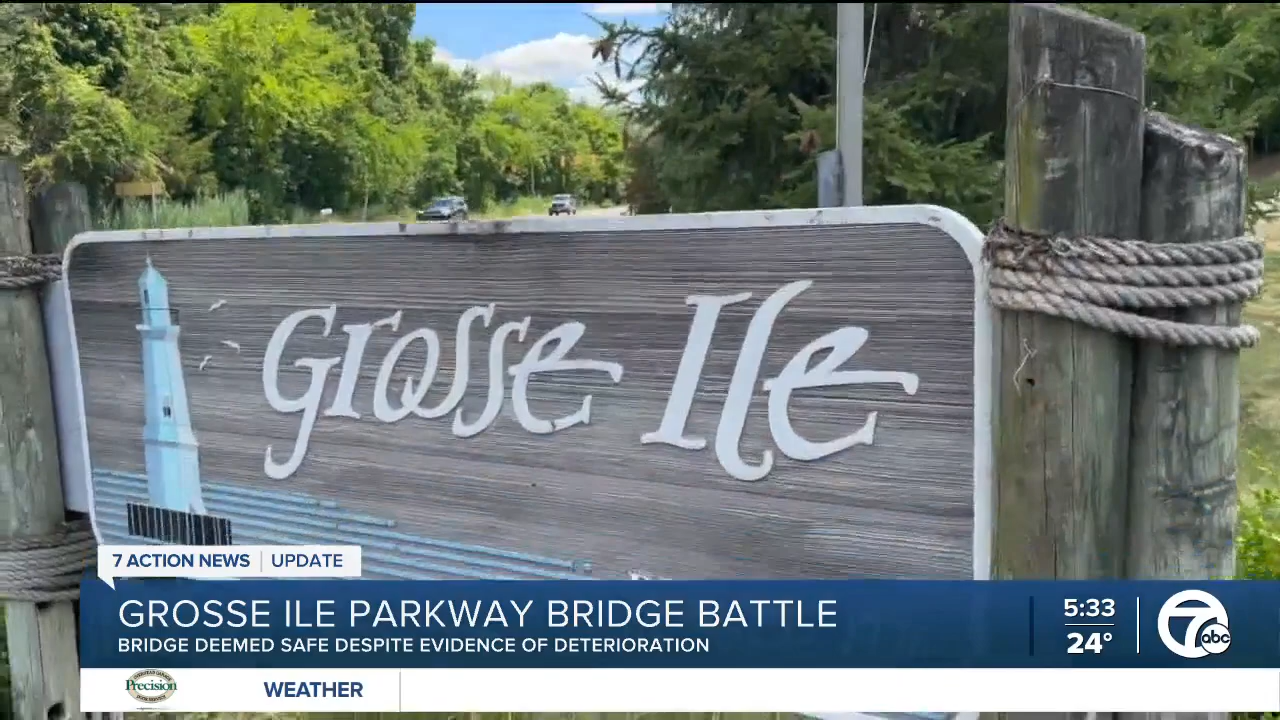 Grosse Ile
7 ACTION NEWS | UPDATE
GROSSE ILE PARKWAY BRIDGE BATTLE
BRIDGE DEEMED SAFE DESPITE EVIDENCE OF DETERIORATION
5:33
24°
7 abc
Precision
WEATHER